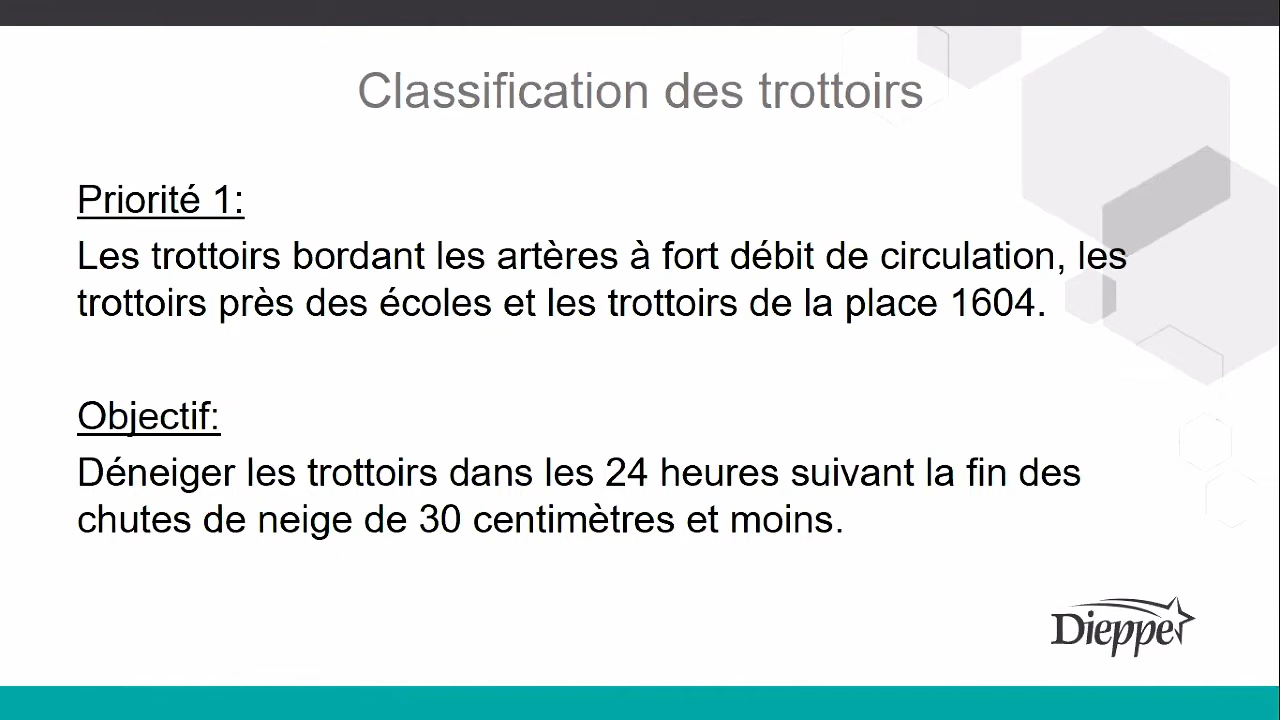 Classification des trottoirs
Priorité 1:
Les trottoirs bordant les artères à fort débit de circulation, les
trottoirs près des écoles et les trottoirs de la place 1604.
Objectif:
Déneiger les trottoirs dans les 24 heures suivant la fin des
chutes de neige de 30 centimètres et moins.
Dieppe